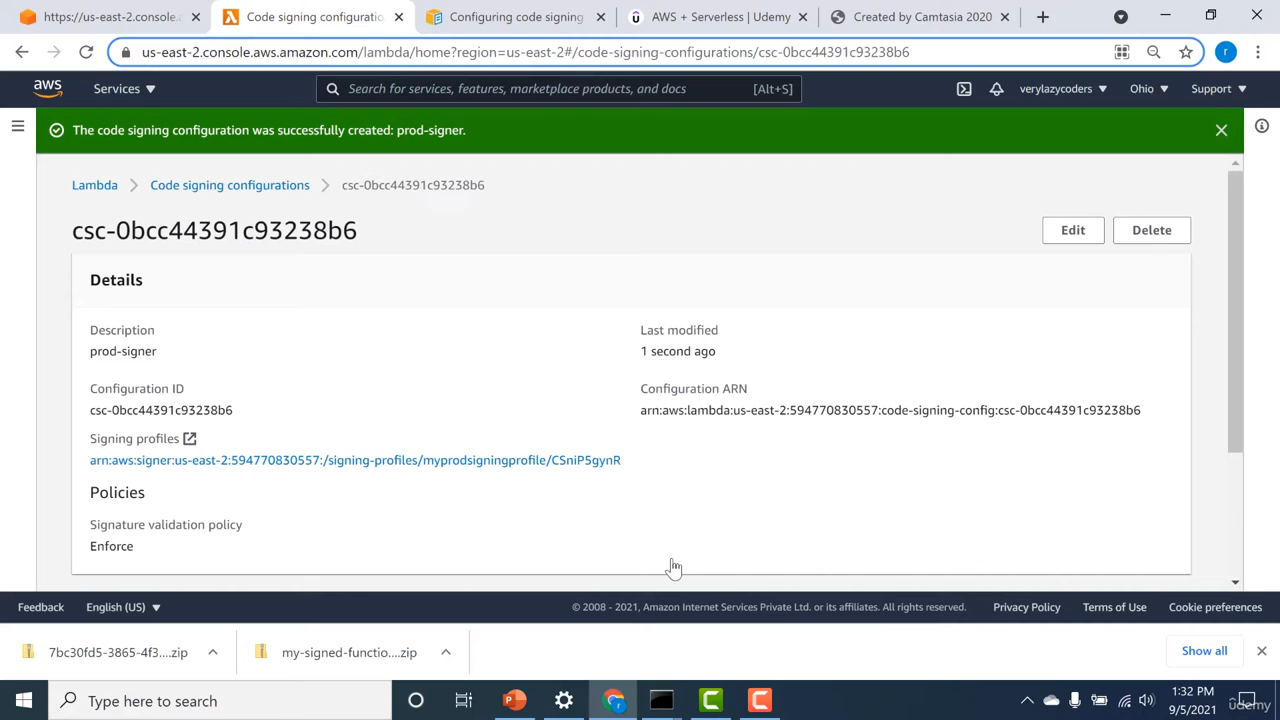 https://us-east-2.console.
Code signing configuratio
Configuring code signing
AWS + Serverless | Udemy
Created by Camtasia 2020
us-east-2.console.aws.amazon.com/lambda/home?region=us-east-2#/code-signing-configurations/csc-0bcc44391c93238b6
r
aws
Services
Search for services, features, marketplace products, and docs
[Alt+S]
verylazycoders
Ohio
Support
The code signing configuration was successfully created: prod-signer.
Lambda
Code signing configurations
csc-0bcc44391c93238b6
csc-0bcc44391c93238b6
Edit
Delete
Details
Description
prod-signer
Last modified
1 second ago
Configuration ID
csc-0bcc44391c93238b6
Configuration ARN
arn:aws:lambda:us-east-2:594770830557:code-signing-config:csc-0bcc44391c93238b6
Signing profiles
arn:aws:signer:us-east-2:594770830557:/signing-profiles/myprodsigningprofile/CSniP5gynR
Policies
Signature validation policy
Enforce
Feedback
English (US)
© 2008 - 2021, Amazon Internet Services Private Ltd. or its affiliates. All rights reserved.
Privacy Policy
Terms of Use
Cookie preferences
7bc30fd5-3865-4f3....zip
my-signed-functio....zip
Show all
Type here to search
1:32 PM
9/5/2021
udemy